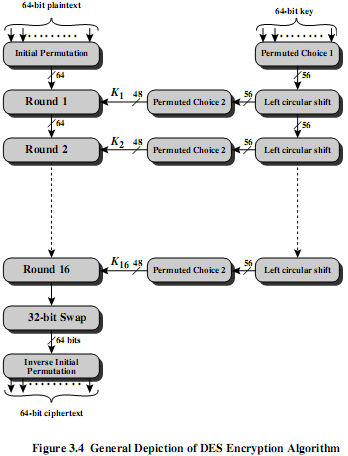 64-bit plaintext
64-bit key
Initial Permutation
Permuted Choice 1
64
56
Round 1
K1
48
Permuted Choice 2
56
Left circular shift
64
56
Round 2
K2
48
Permuted Choice 2
56
Left circular shift
Round 16
K16
48
Permuted Choice 2
56
Left circular shift
32-bit Swap
64 bits
Inverse Initial
Permutation
64-bit ciphertext
Figure 3.4 General Depiction of DES Encryption Algorithm